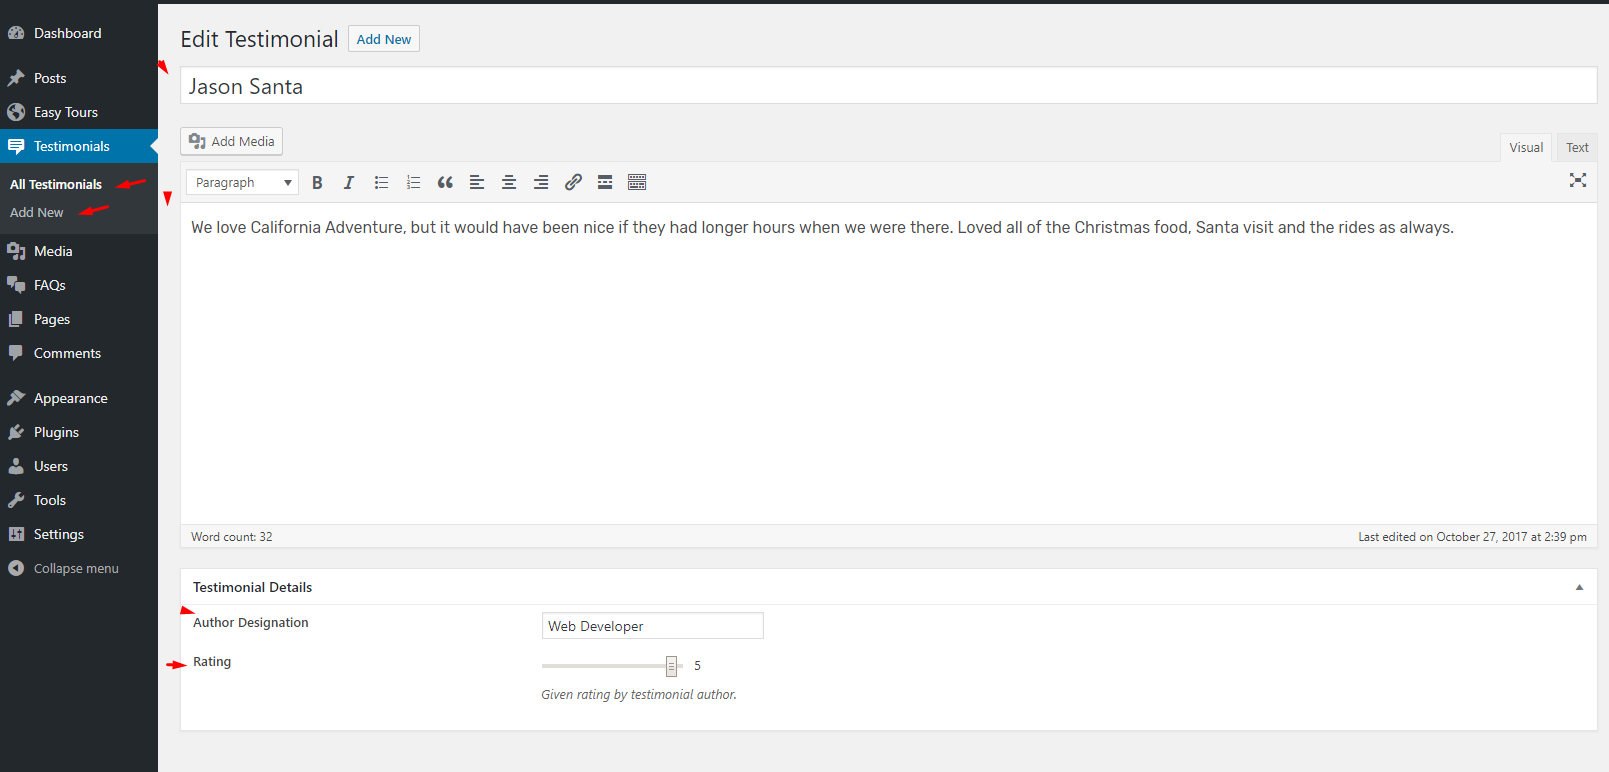 Dashboard
Posts
Easy Tours
Testimonials
All Testimonials
Add New
Media
FAQs
Pages
Comments
Appearance
Plugins
Users
Tools
Settings
Collapse menu
Edit Testimonial Add New
Jason Santa
Add Media
Visual Text
Paragraph B I
We love California Adventure, but it would have been nice if they had longer hours when we were there. Loved all of the Christmas food, Santa visit and the rides as always.
Word count: 32 Last edited on October 27, 2017 at 2:39 pm
Testimonial Details
Author Designation Web Developer
Rating 5
Given rating by testimonial author.